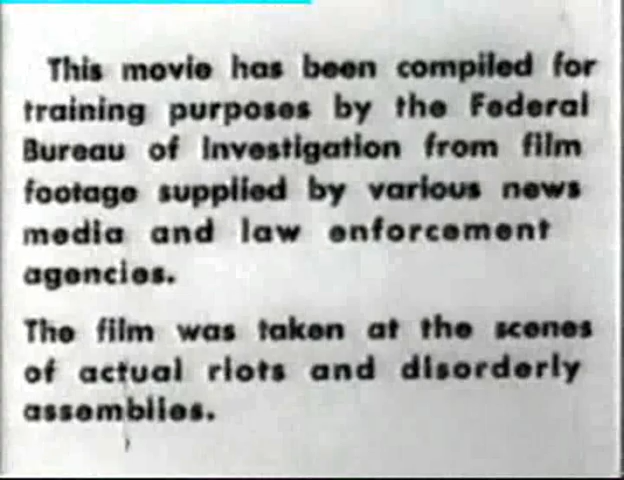 This movie has been compiled for
training purposes by the Federal
Bureau of Investigation from film
footage supplied by various news
media and law enforcement
agencies.
The film was taken at the scenes
of actual riots and disorderly
assemblies.